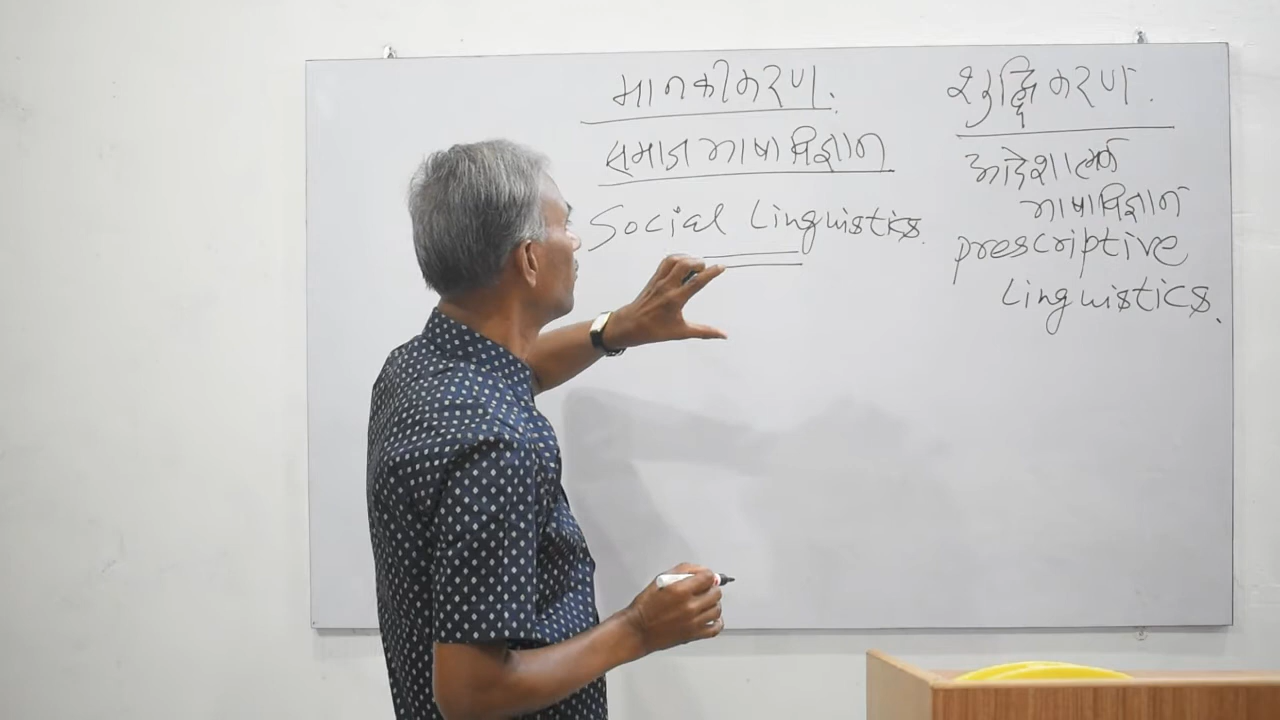 मानकीकरण.
समाज भाषा विज्ञान
Social Linguistics.
शुद्धिकरण.
आदेशात्मक
भाषाविज्ञान
prescriptive
Linguistics.